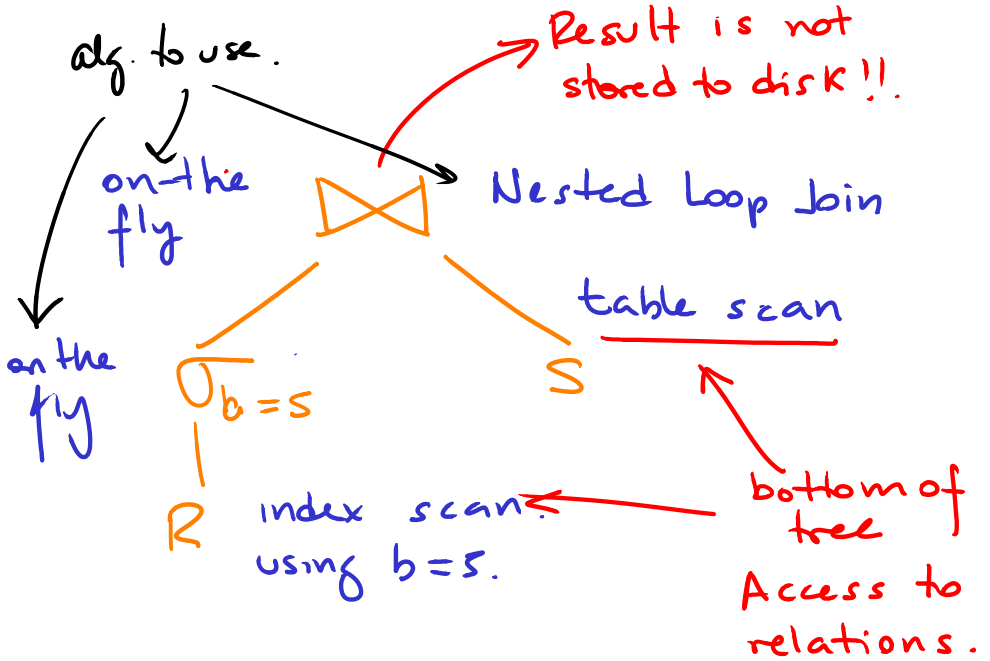 alg. to use.
Result is not
stored to disk!!.
on-the
fly
Nested Loop Join
table scan
on the
fly
σ b = 5
S
R
index scan.
using b = 5.
bottom of
tree
Access to
relations.